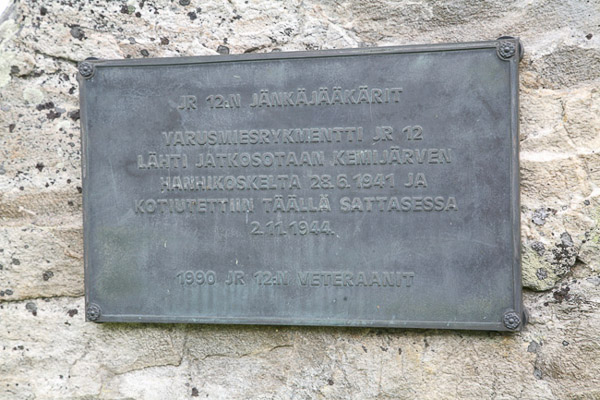 JR 12:N JÄNKÄJÄÄKÄRIT
VARUSMIESRYKMENTTI JR 12
LÄHTI JATKOSOTAAN KEMIJÄRVEN
HANHIKOSKELTA 28.6.1941 JA
KOTIUTETTIIN TÄÄLLÄ SATTASESSA
2.11.1944.
1990 JR 12:N VETERAANIT